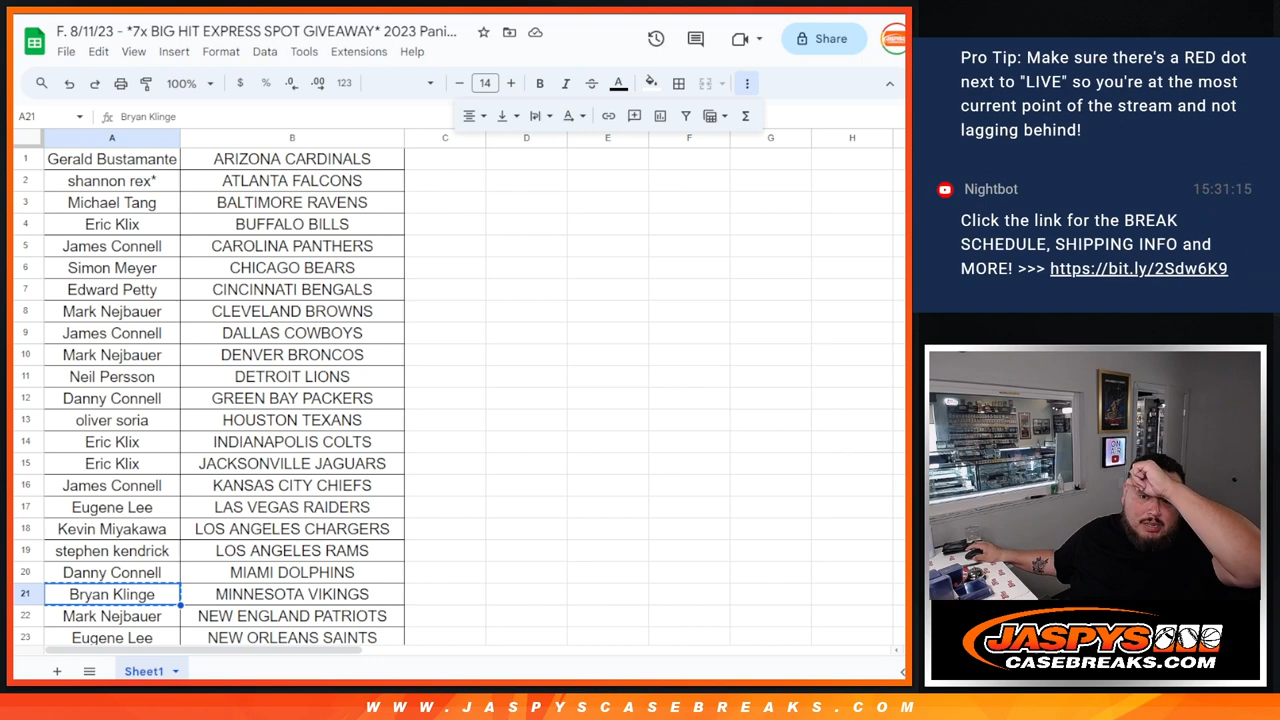 F. 8/11/23 - *7x BIG HIT EXPRESS SPOT GIVEAWAY* 2023 Pani...
File Edit View Insert Format Data Tools Extensions Help
Share
100% $ % .0 .00 123 14 B I A
A21 Bryan Klinge
A B C D E F G H
1 Gerald Bustamante ARIZONA CARDINALS
2 shannon rex* ATLANTA FALCONS
3 Michael Tang BALTIMORE RAVENS
4 Eric Klix BUFFALO BILLS
5 James Connell CAROLINA PANTHERS
6 Simon Meyer CHICAGO BEARS
7 Edward Petty CINCINNATI BENGALS
8 Mark Nejbauer CLEVELAND BROWNS
9 James Connell DALLAS COWBOYS
10 Mark Nejbauer DENVER BRONCOS
11 Neil Persson DETROIT LIONS
12 Danny Connell GREEN BAY PACKERS
13 oliver soria HOUSTON TEXANS
14 Eric Klix INDIANAPOLIS COLTS
15 Eric Klix JACKSONVILLE JAGUARS
16 James Connell KANSAS CITY CHIEFS
17 Eugene Lee LAS VEGAS RAIDERS
18 Kevin Miyakawa LOS ANGELES CHARGERS
19 stephen kendrick LOS ANGELES RAMS
20 Danny Connell MIAMI DOLPHINS
21 Bryan Klinge MINNESOTA VIKINGS
22 Mark Nejbauer NEW ENGLAND PATRIOTS
23 Eugene Lee NEW ORLEANS SAINTS
Sheet1
Pro Tip: Make sure there's a RED dot
next to "LIVE" so you're at the most
current point of the stream and not
lagging behind!
Nightbot 15:31:15
Click the link for the BREAK
SCHEDULE, SHIPPING INFO and
MORE! >>> https://bit.ly/2Sdw6K9
ON
AIR
JASPYS
CASEBREAKS.COM
WWW.JASPYSCASEBREAKS.COM